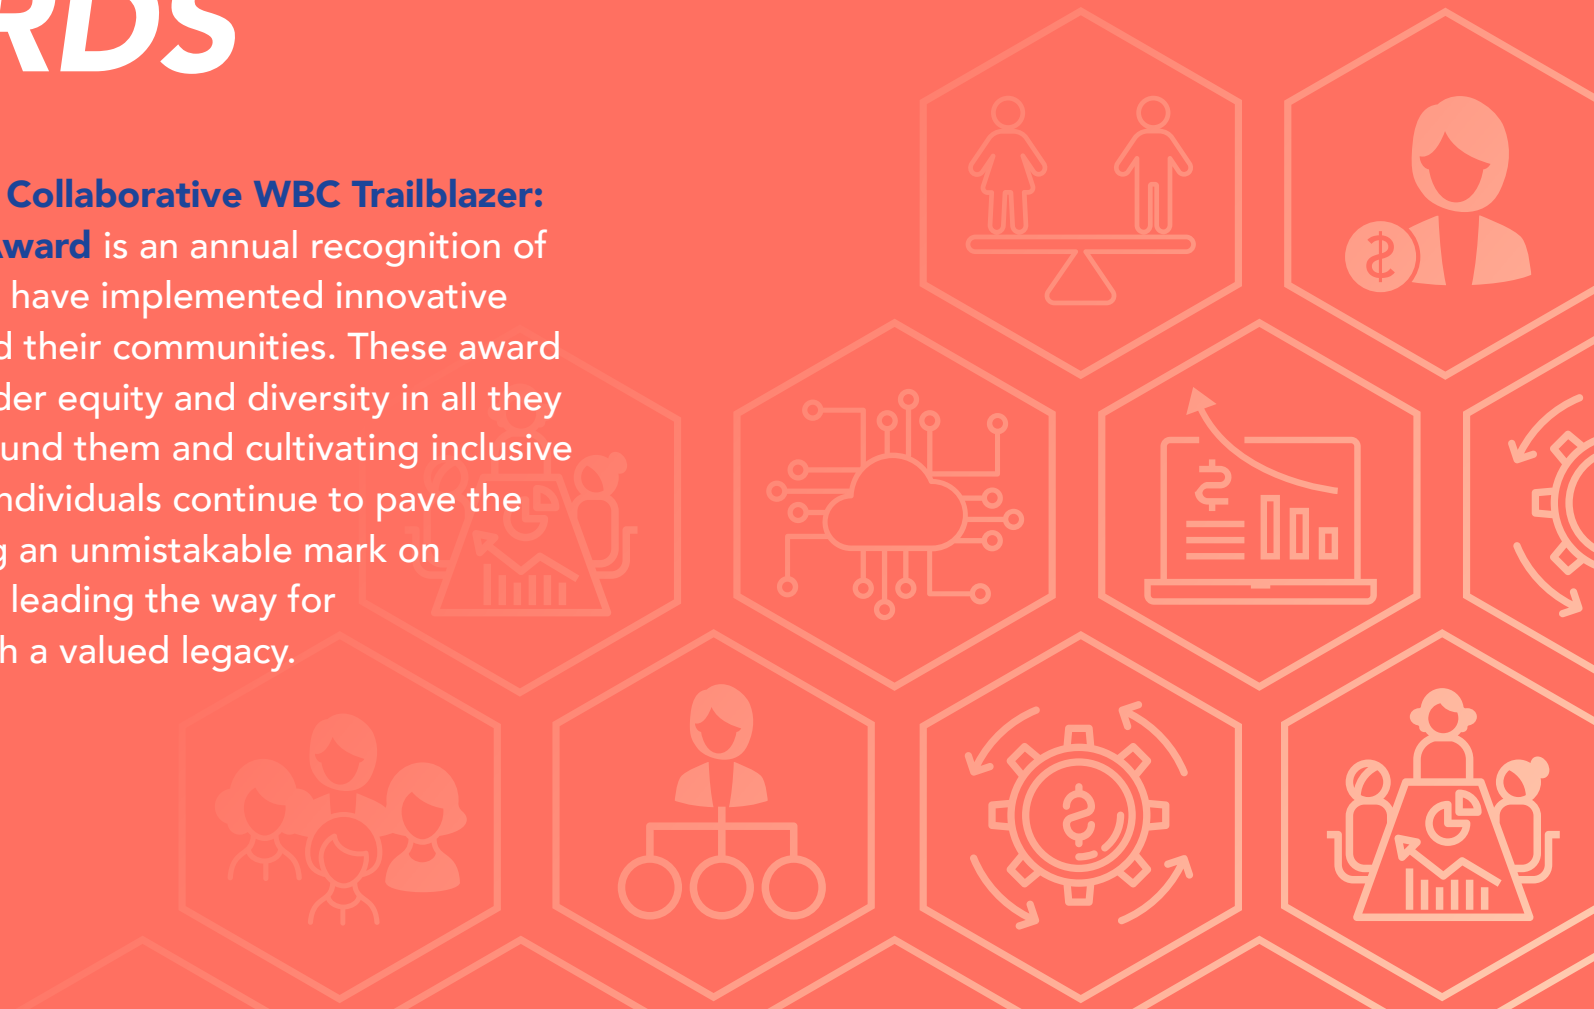 RDS
Collaborative WBC Trailblazer:
ward is an annual recognition of
have implemented innovative
d their communities. These award
der equity and diversity in all they
und them and cultivating inclusive
ndividuals continue to pave the
g an unmistakable mark on
leading the way for
h a valued legacy.